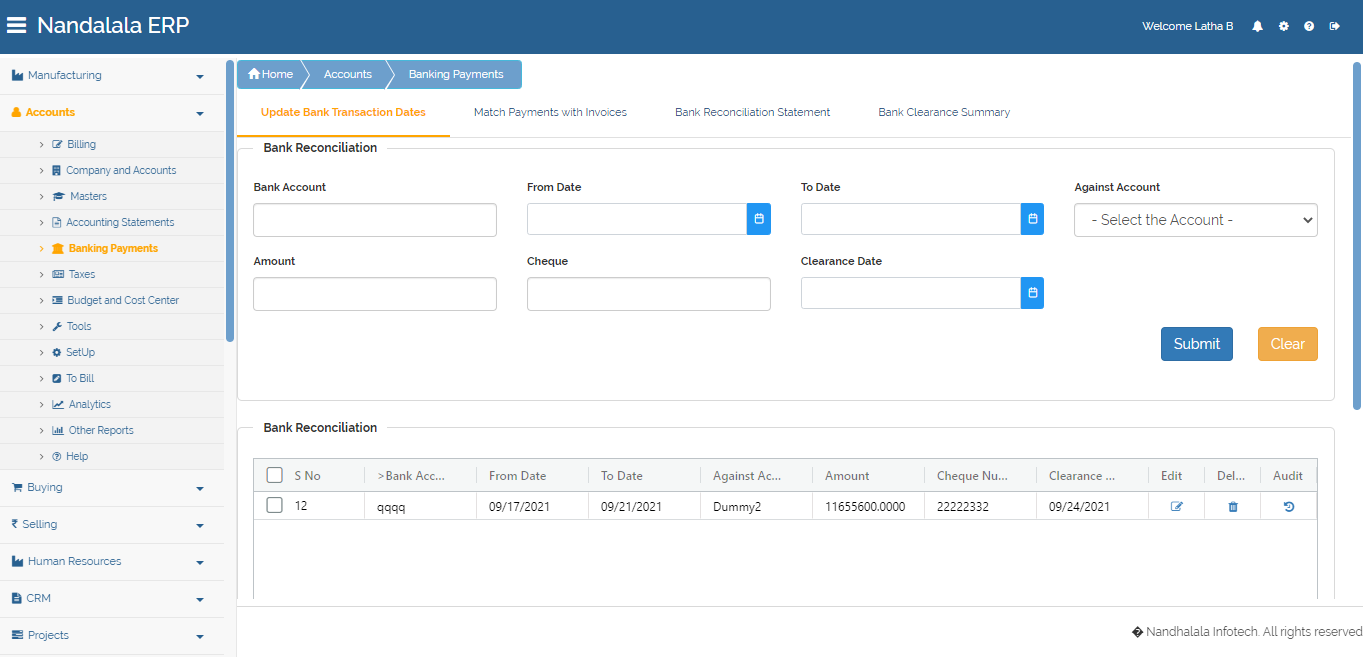 Nandalala ERP
Welcome Latha B
Manufacturing
Accounts
Billing
Company and Accounts
Masters
Accounting Statements
Banking Payments
Taxes
Budget and Cost Center
Tools
SetUp
To Bill
Analytics
Other Reports
Help
Buying
Selling
Human Resources
CRM
Projects
Home Accounts Banking Payments
Update Bank Transaction Dates Match Payments with Invoices Bank Reconciliation Statement Bank Clearance Summary
Bank Reconciliation
Bank Account From Date To Date Against Account
- Select the Account -
Amount Cheque Clearance Date
Submit Clear
Bank Reconciliation
S No >Bank Acc... From Date To Date Against Ac... Amount Cheque Nu... Clearance ... Edit Del... Audit
12 qqqq 09/17/2021 09/21/2021 Dummy2 11655600.0000 22222332 09/24/2021
� Nandhalala Infotech. All rights reserved